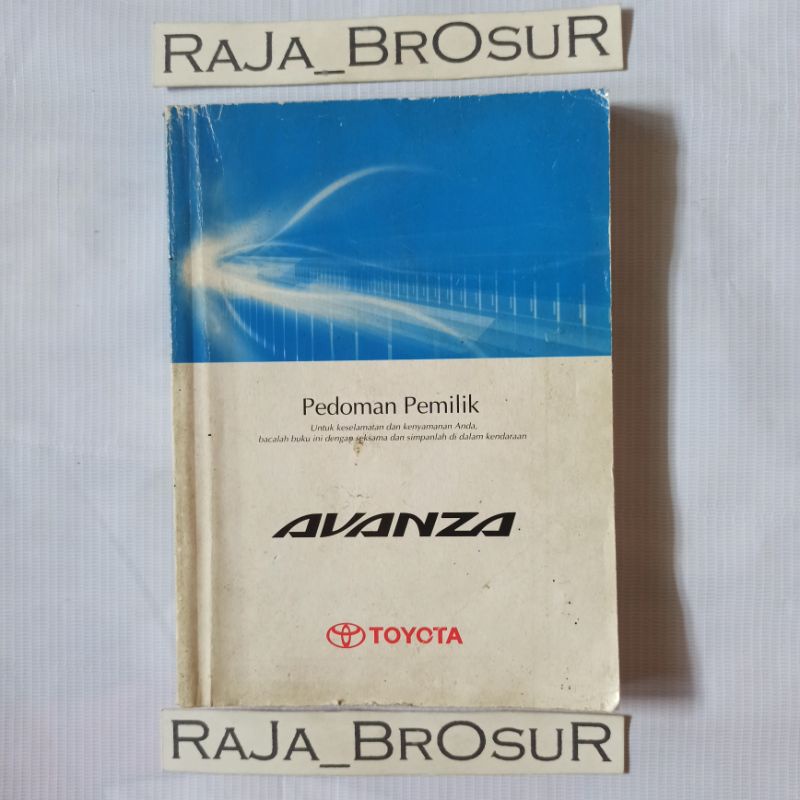 RAJA_BROSUR
Pedoman Pemilik
Untuk keselamatan dan kenyamanan Anda,
bacalah buku ini dengan seksama dan simpanlah di dalam kendaraan
AVANZA
TOYOTA
RAJA_BROSUR